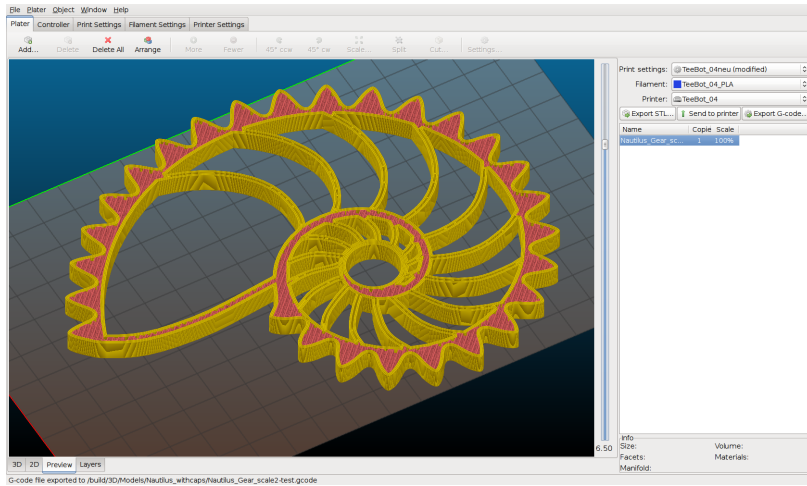 File Plater Object Window Help
Plater Controller Print Settings Filament Settings Printer Settings
Add... Delete Delete All Arrange More Fewer 45° ccw 45° cw Scale... Split Cut... Settings...
Print settings: TeeBot_04neu (modified)
Filament: TeeBot_04_PLA
Printer: TeeBot_04
Export STL... Send to printer Export G-code...
Name Copie Scale
Nautilus_Gear_sc... 1 100%
6.50
Info
Size: Volume:
Facets: Materials:
Manifold:
3D 2D Preview Layers
G-code file exported to /build/3D/Models/Nautilus_withcaps/Nautilus_Gear_scale2-test.gcode